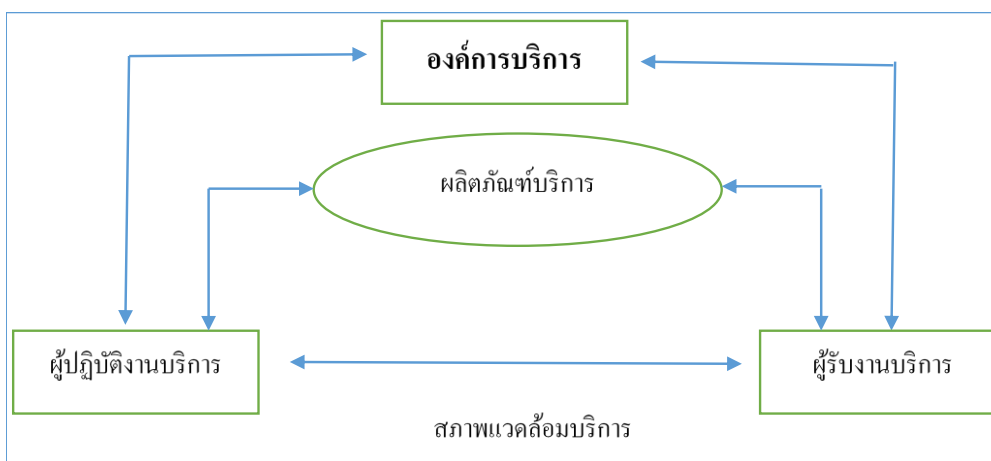 องค์การบริการ
ผลิตภัณฑ์บริการ
ผู้ปฏิบัติงานบริการ
ผู้รับงานบริการ
สภาพแวดล้อมบริการ